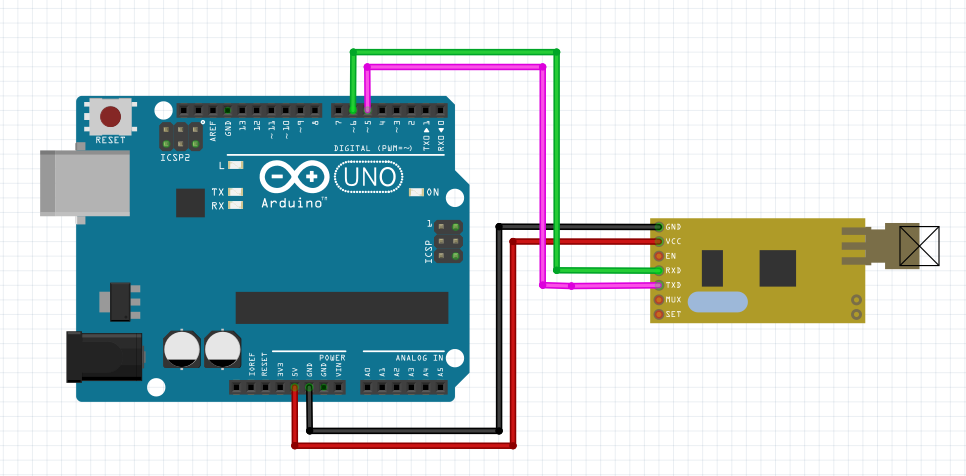 RESET
ICSP2
AREF
GND
13
12
~11
~10
~9
8
7
~6
~5
4
~3
2
TX0▶1
RX0◀0
DIGITAL (PWM=~)
L
TX
RX
UNO
Arduino™
ON
1
ICSP
GND
VCC
EN
RXD
TXD
MUX
SET
POWER
ANALOG IN
IOREF
RESET
3V3
5V
GND
GND
VIN
A0
A1
A2
A3
A4
A5